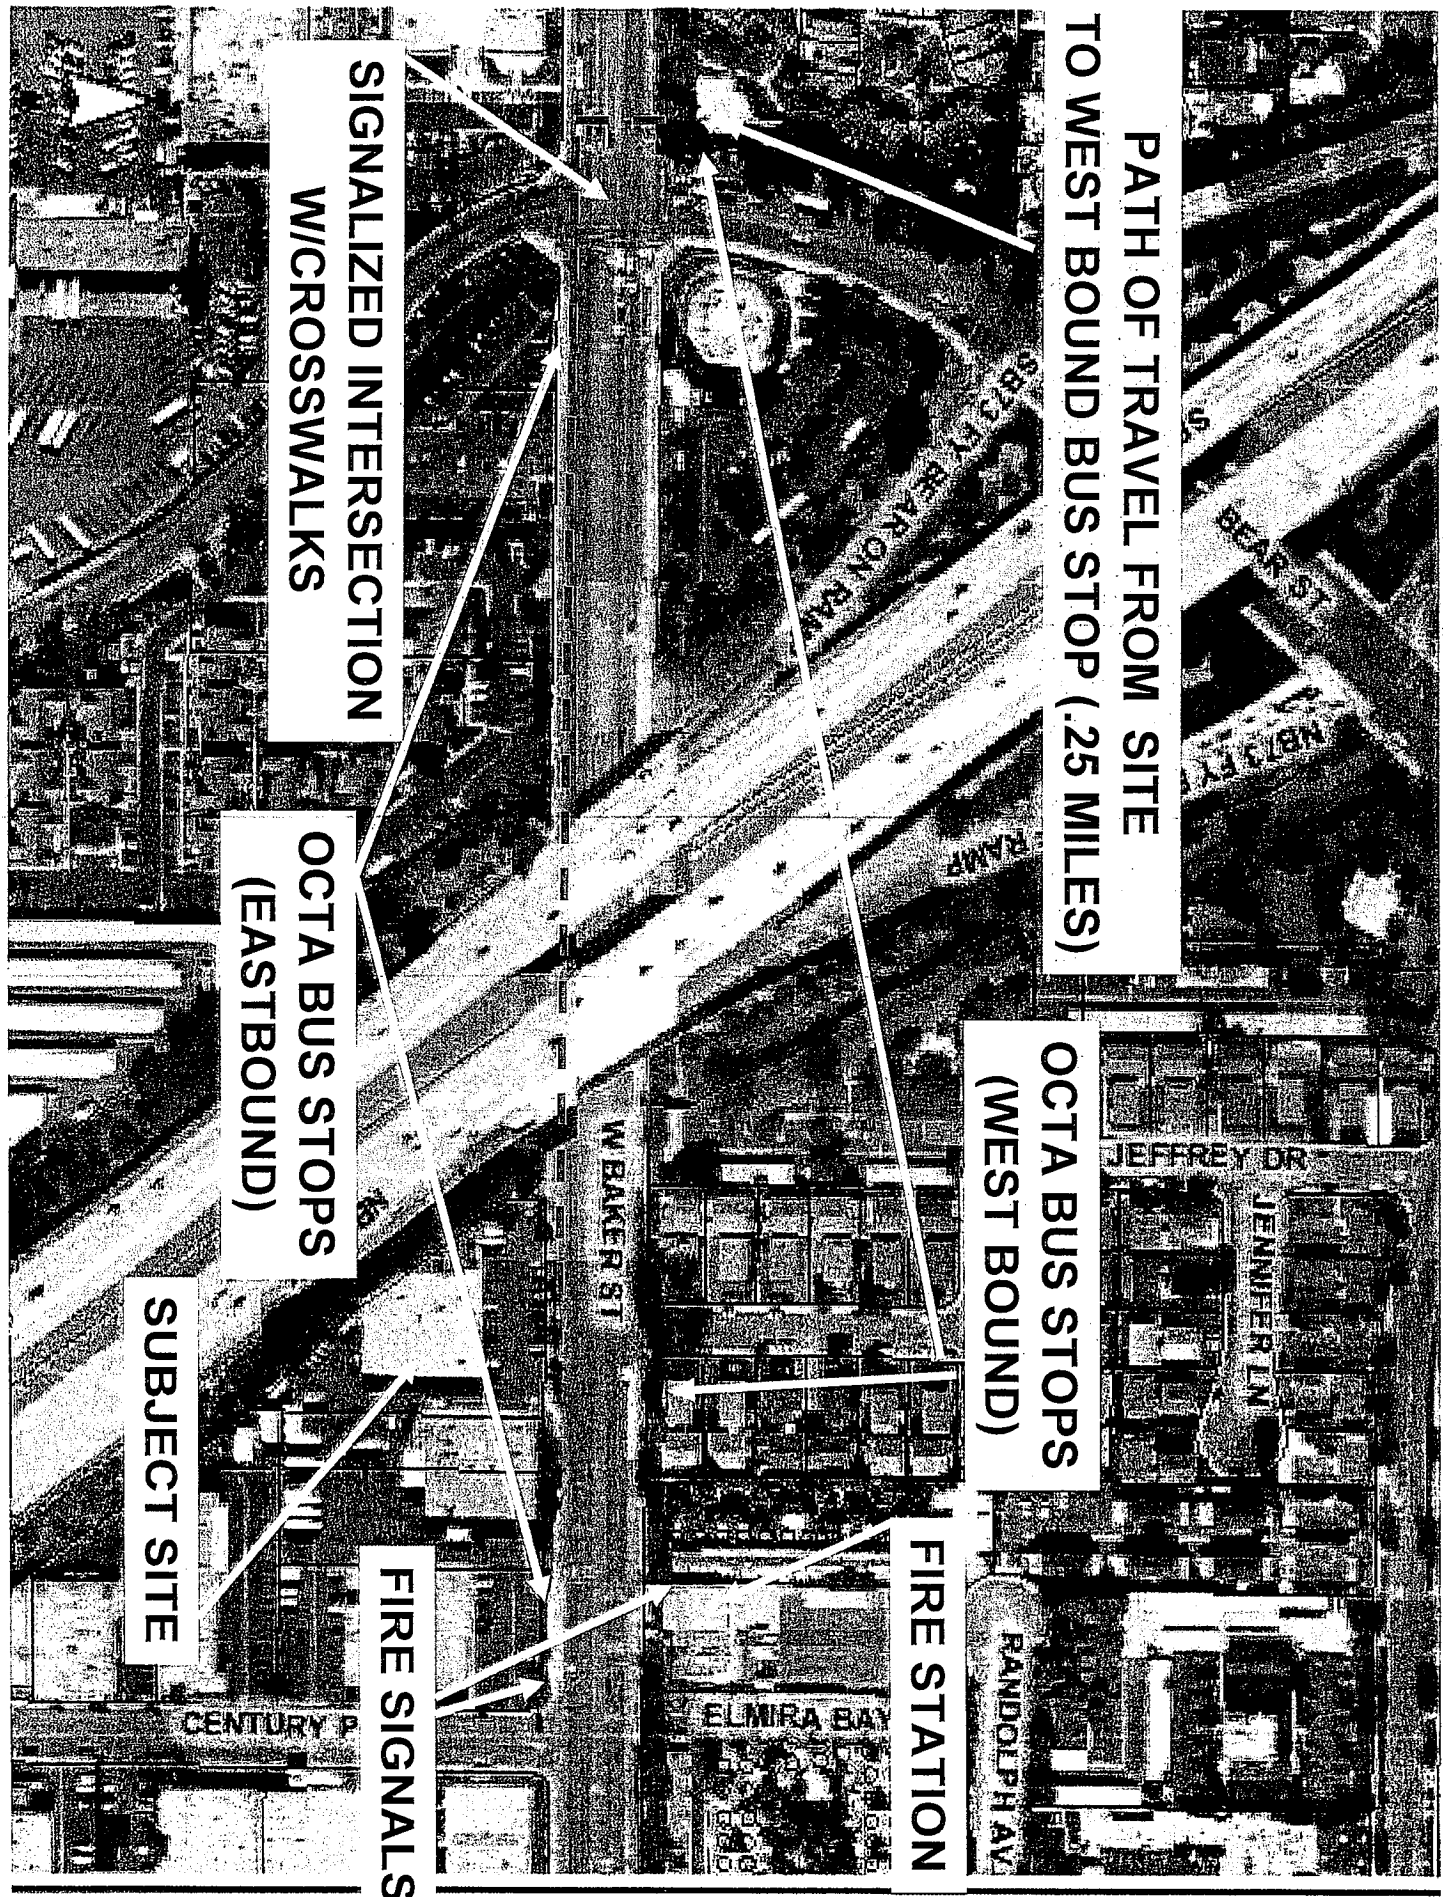 PATH OF TRAVEL FROM SITE
TO WEST BOUND BUS STOP (.25 MILES)
BEAR ST
RAMP
JEFFREY DR
JENNIFER LN
OCTA BUS STOPS
(WEST BOUND)
RANDOLPH AV
FIRE STATION
ELMIRA BAY
W BAKER ST
SIGNALIZED INTERSECTION
W/CROSSWALKS
OCTA BUS STOPS
(EASTBOUND)
SUBJECT SITE
FIRE SIGNALS
CENTURY P